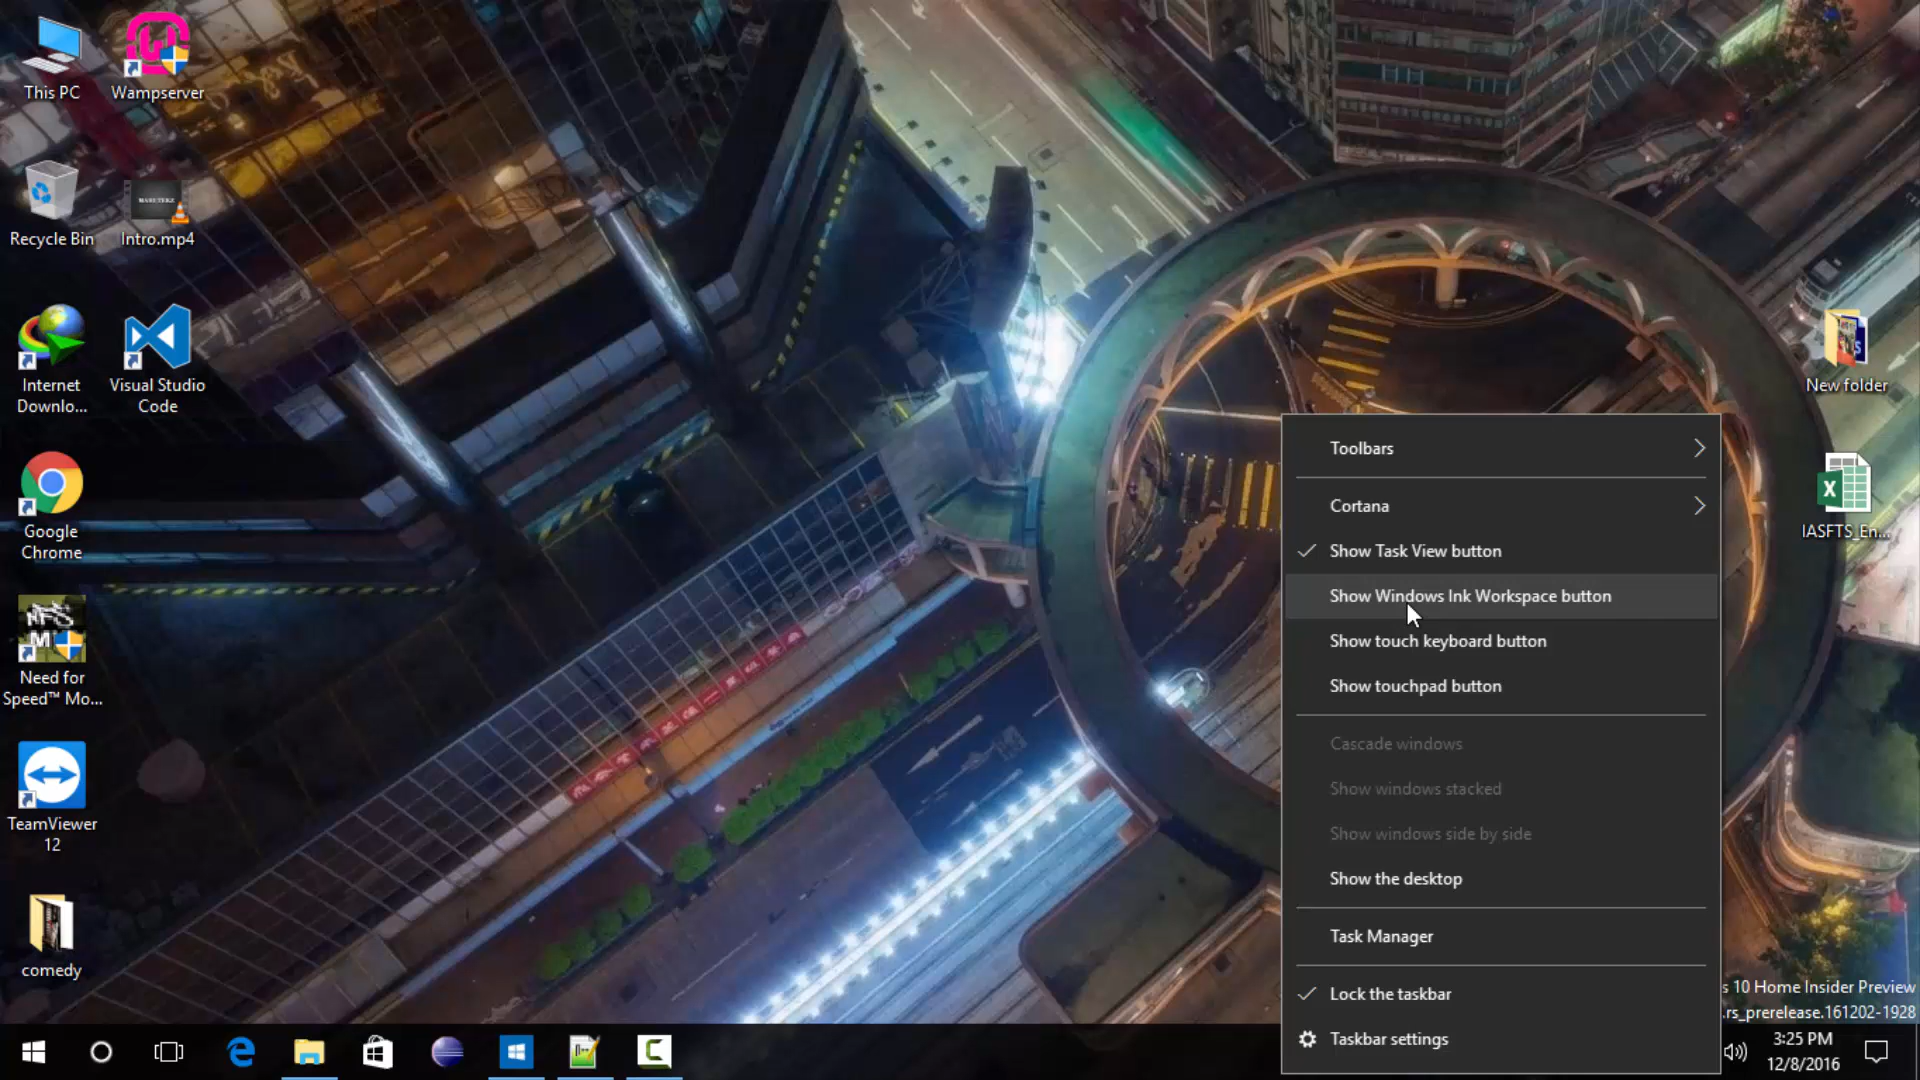 This PC
Wampserver
Recycle Bin
Intro.mp4
Internet
Downlo...
Visual Studio
Code
Google
Chrome
Need for
Speed™ Mo...
TeamViewer
12
comedy
New folder
IASFTS_En...
Toolbars
Cortana
Show Task View button
Show Windows Ink Workspace button
Show touch keyboard button
Show touchpad button
Cascade windows
Show windows stacked
Show windows side by side
Show the desktop
Task Manager
Lock the taskbar
Taskbar settings
s 10 Home Insider Preview
.rs_prerelease.161202-1928
3:25 PM
12/8/2016